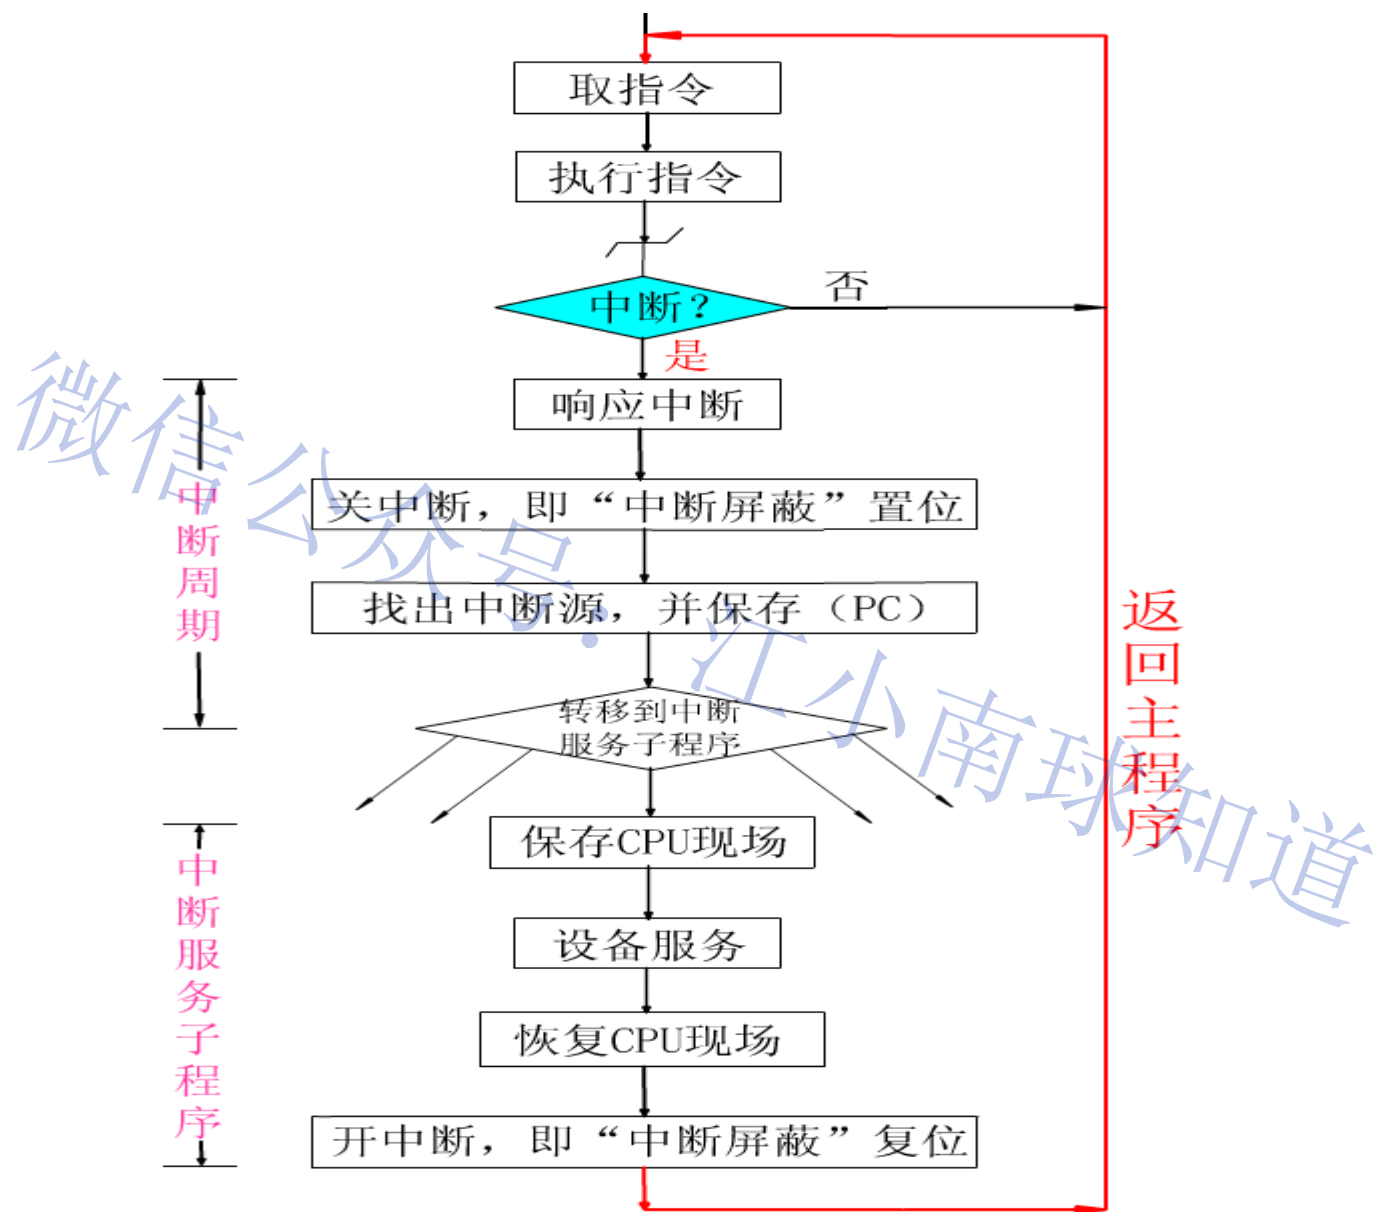 取指令
执行指令
中断？
否
是
响应中断
关中断，即“中断屏蔽”置位
找出中断源，并保存（PC）
转移到中断
服务子程序
保存CPU现场
设备服务
恢复CPU现场
开中断，即“中断屏蔽”复位
中断周期
中断服务子程序
返回主程序
微信公众号：江小南球知道